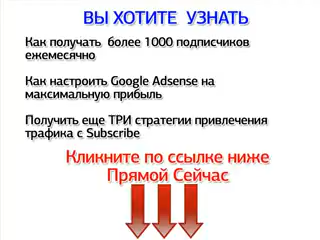 ВЫ ХОТИТЕ УЗНАТЬ
Как получать более 1000 подписчиков
ежемесячно
Как настроить Google Adsense на
максимальную прибыль
Получить еще ТРИ стратегии привлечения
трафика с Subscribe
Кликните по ссылке ниже
Прямой Сейчас